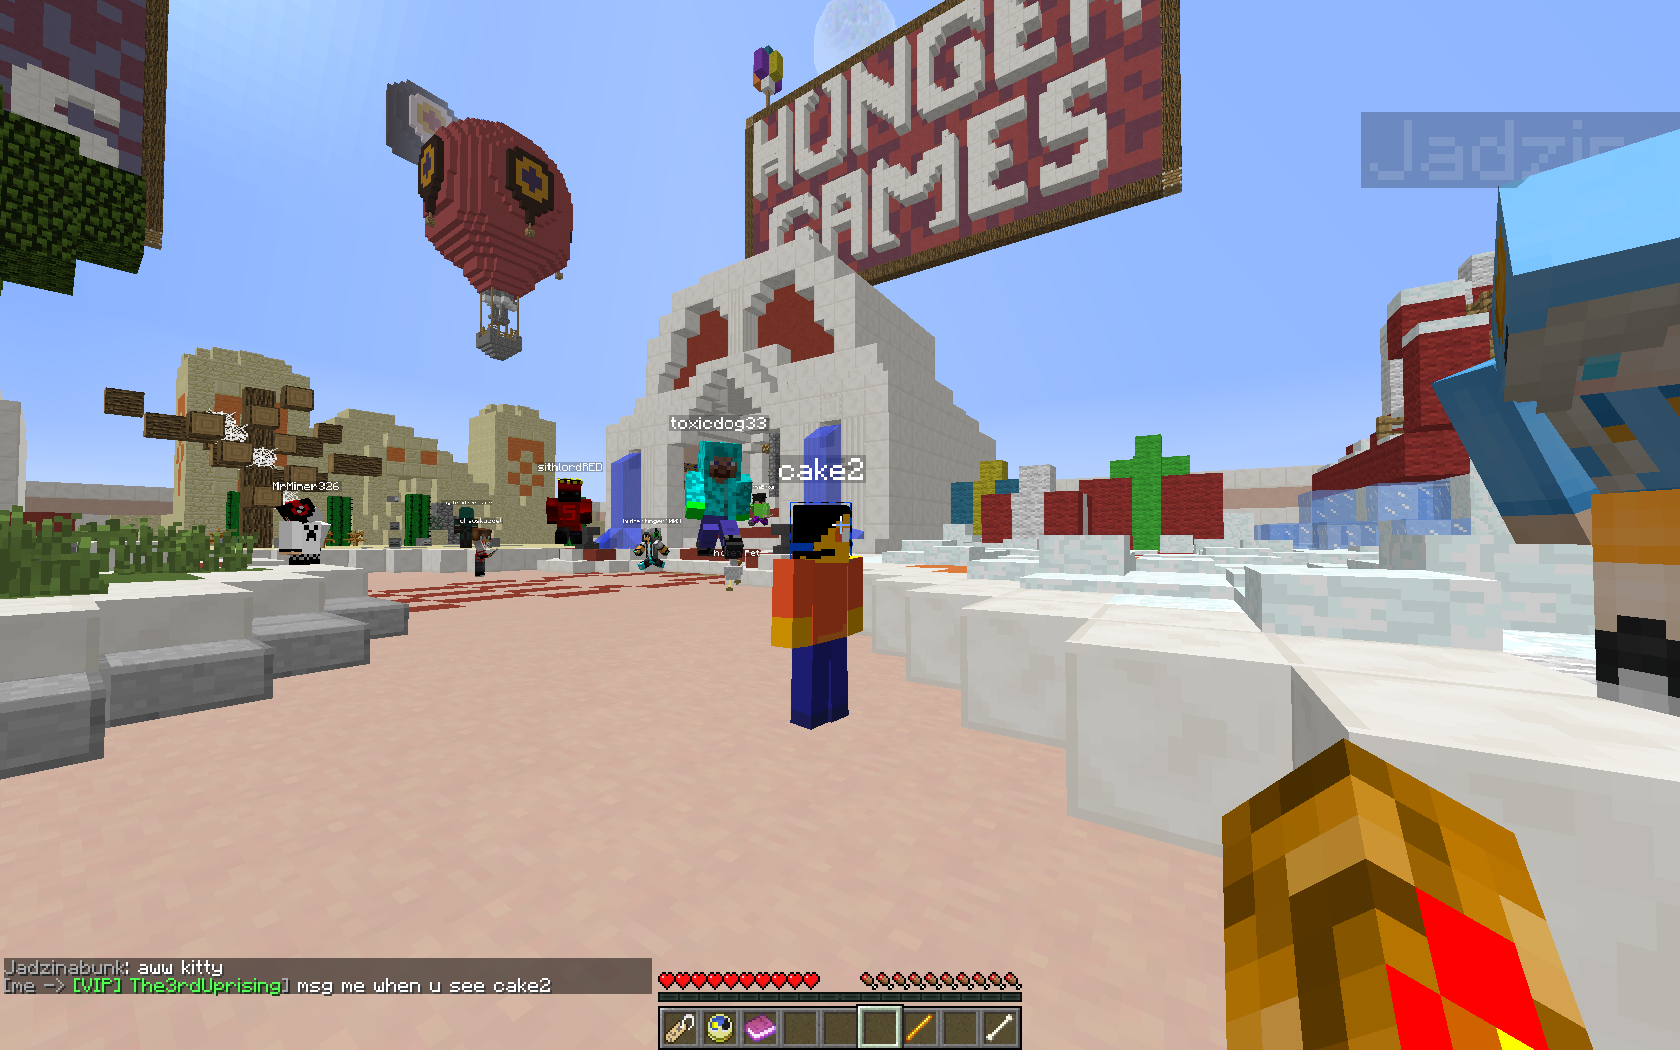 HUNGER
GAMES
Jadzin
toxicdog33
cake2
sithlordRED
MrMiner326
Jadzinabunk: aww kitty
[me -> [VIP] The3rdUprising] msg me when u see cake2